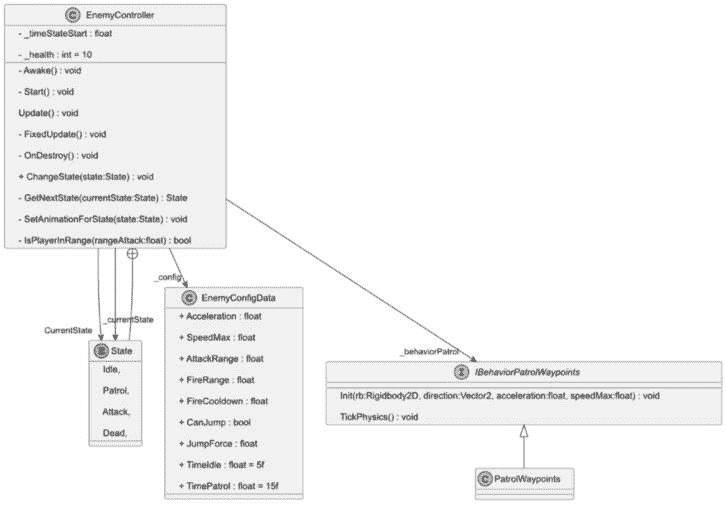 C EnemyController
- _timeStateStart : float
- _health : int = 10
- Awake() : void
- Start() : void
Update() : void
- FixedUpdate() : void
- OnDestroy() : void
+ ChangeState(state:State) : void
- GetNextState(currentState:State) : State
- SetAnimationForState(state:State) : void
- IsPlayerInRange(rangeAttack:float) : bool
CurrentState
_currentState
_config
_behaviorPatrol
E State
Idle,
Patrol,
Attack,
Dead,
C EnemyConfigData
+ Acceleration : float
+ SpeedMax : float
+ AttackRange : float
+ FireRange : float
+ FireCooldown : float
+ CanJump : bool
+ JumpForce : float
+ TimeIdle : float = 5f
+ TimePatrol : float = 15f
I IBehaviorPatrolWaypoints
Init(rb:Rigidbody2D, direction:Vector2, acceleration:float, speedMax:float) : void
TickPhysics() : void
C PatrolWaypoints